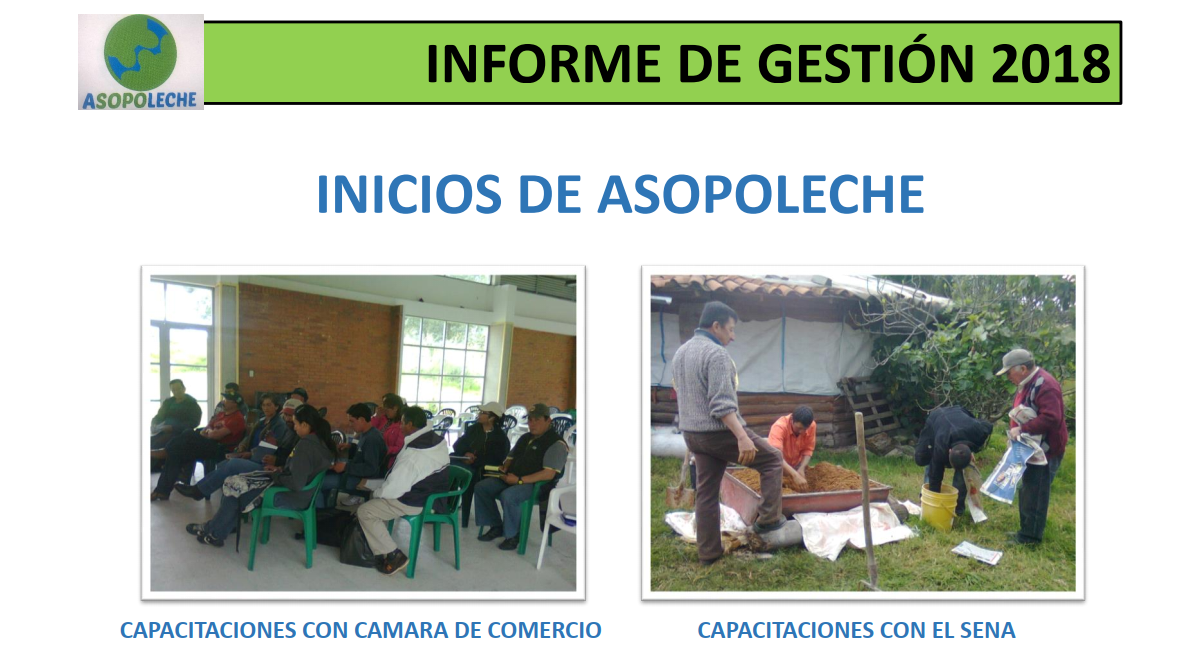 ASOPOLECHE
INFORME DE GESTIÓN 2018
INICIOS DE ASOPOLECHE
CAPACITACIONES CON CAMARA DE COMERCIO
CAPACITACIONES CON EL SENA